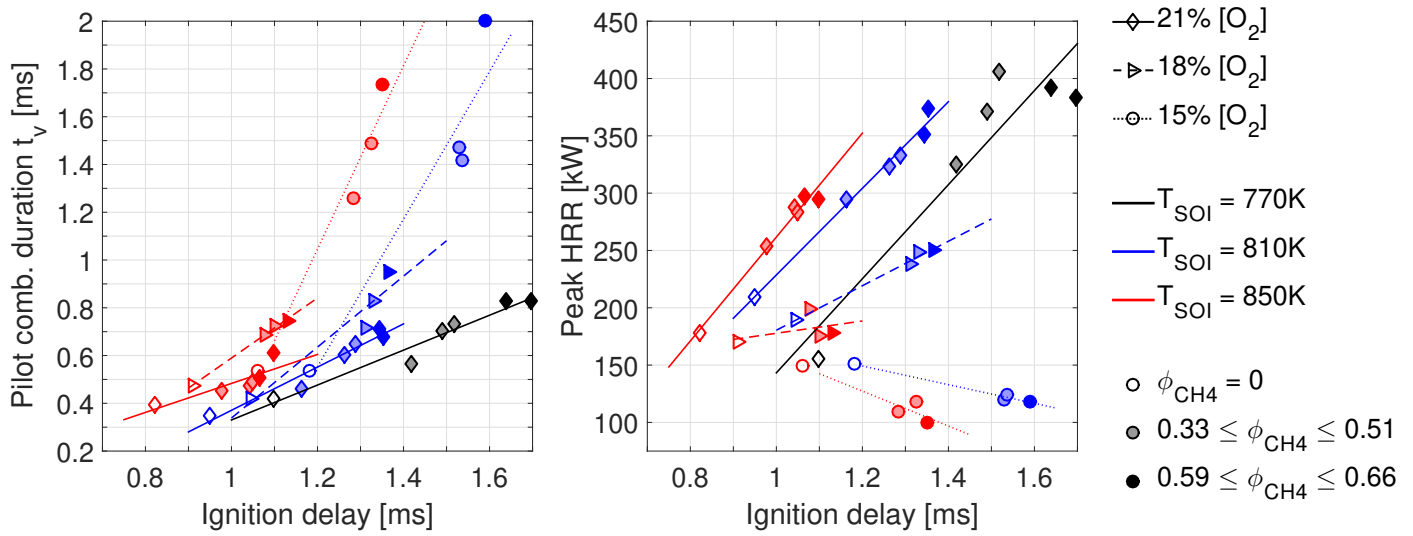 Pilot comb. duration t_v [ms]
2
1.8
1.6
1.4
1.2
1
0.8
0.6
0.4
0.2
0.8 1 1.2 1.4 1.6
Ignition delay [ms]
Peak HRR [kW]
450
400
350
300
250
200
150
100
0.8 1 1.2 1.4 1.6
Ignition delay [ms]
21% [O_2]
18% [O_2]
15% [O_2]
T_SOI = 770K
T_SOI = 810K
T_SOI = 850K
ϕ_CH4 = 0
0.33 ≤ ϕ_CH4 ≤ 0.51
0.59 ≤ ϕ_CH4 ≤ 0.66